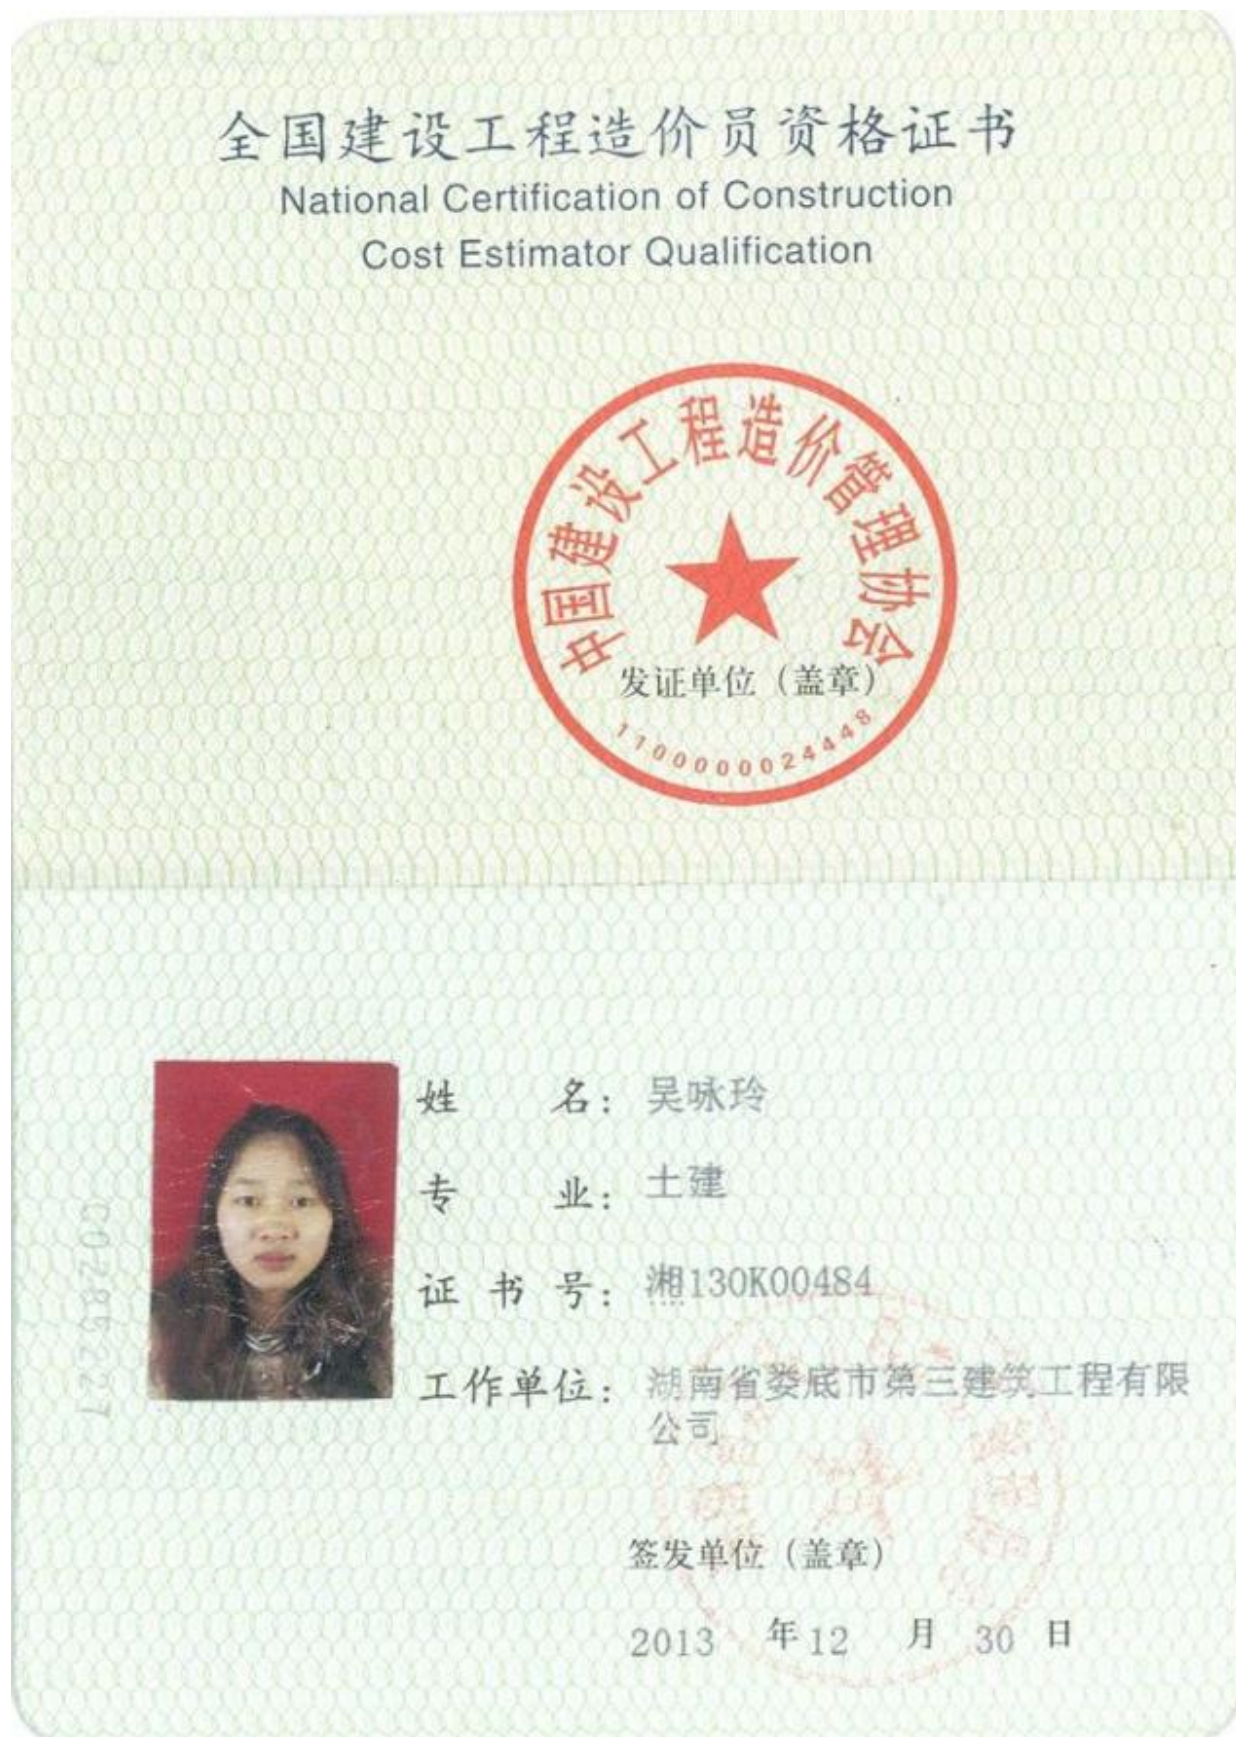 全国建设工程造价员资格证书
National Certification of Construction
Cost Estimator Qualification
中国建设工程造价管理协会
发证单位（盖章）
1100000024448
姓 名： 吴咏玲
专 业： 土建
证 书 号： 湘130K00484
工作单位： 湖南省娄底市第三建筑工程有限
公司
签发单位（盖章）
2013 年 12 月 30 日